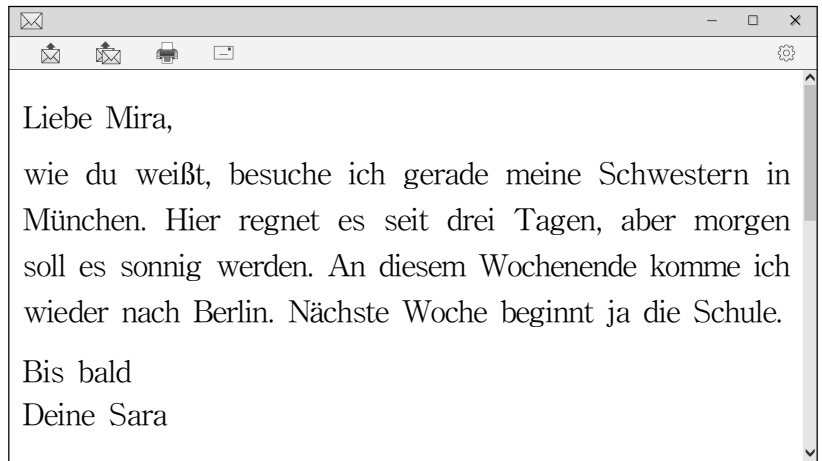 Liebe Mira,
wie du weißt, besuche ich gerade meine Schwestern in
München. Hier regnet es seit drei Tagen, aber morgen
soll es sonnig werden. An diesem Wochenende komme ich
wieder nach Berlin. Nächste Woche beginnt ja die Schule.
Bis bald
Deine Sara